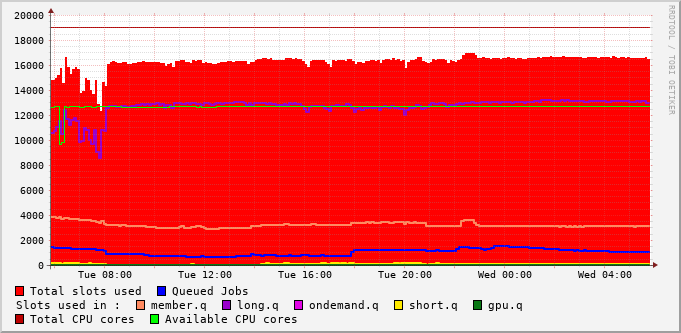 RRDTOOL / TOBI OETIKER
20000
18000
16000
14000
12000
10000
8000
6000
4000
2000
0
Tue 08:00 Tue 12:00 Tue 16:00 Tue 20:00 Wed 00:00 Wed 04:00
Total slots used Queued Jobs
Slots used in : member.q long.q ondemand.q short.q gpu.q
Total CPU cores Available CPU cores